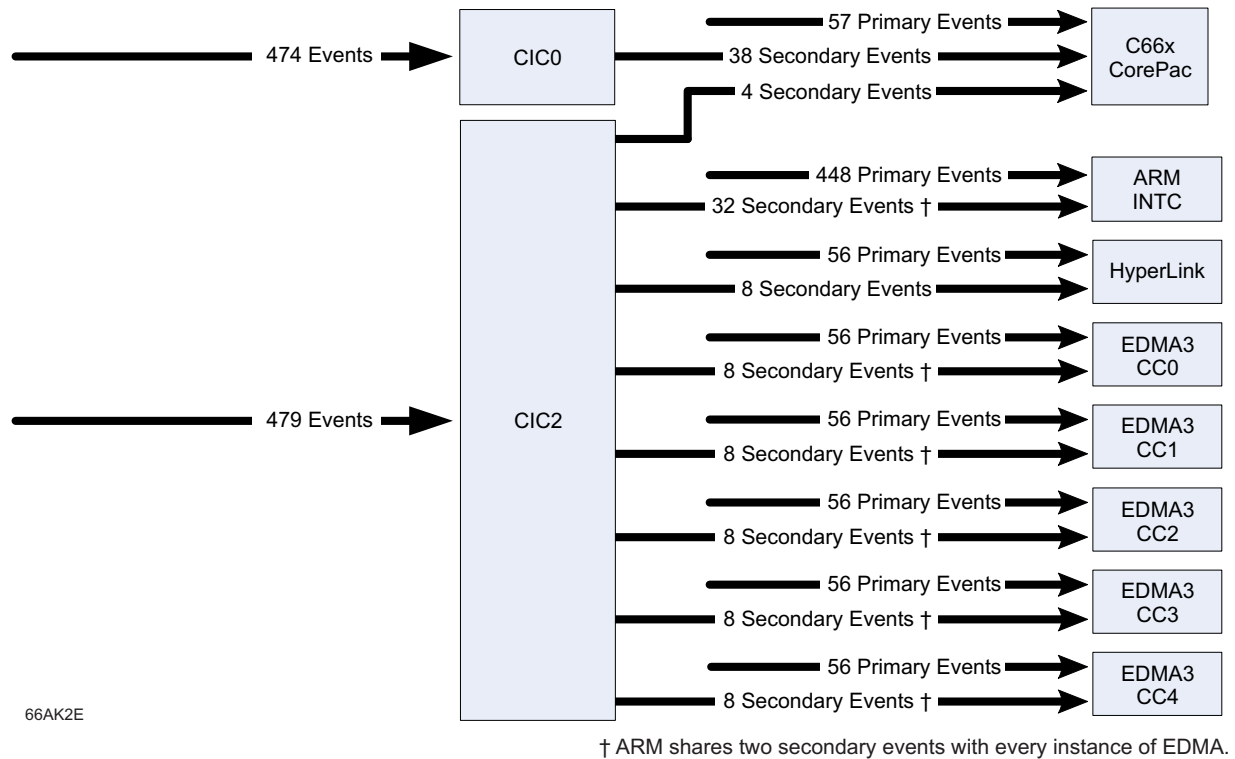 57 Primary Events
474 Events
CIC0
38 Secondary Events
C66x
CorePac
4 Secondary Events
448 Primary Events
ARM
INTC
32 Secondary Events †
56 Primary Events
HyperLink
8 Secondary Events
56 Primary Events
EDMA3
CC0
8 Secondary Events †
479 Events
CIC2
56 Primary Events
EDMA3
CC1
8 Secondary Events †
56 Primary Events
EDMA3
CC2
8 Secondary Events †
56 Primary Events
EDMA3
CC3
8 Secondary Events †
56 Primary Events
EDMA3
CC4
8 Secondary Events †
66AK2E
† ARM shares two secondary events with every instance of EDMA.